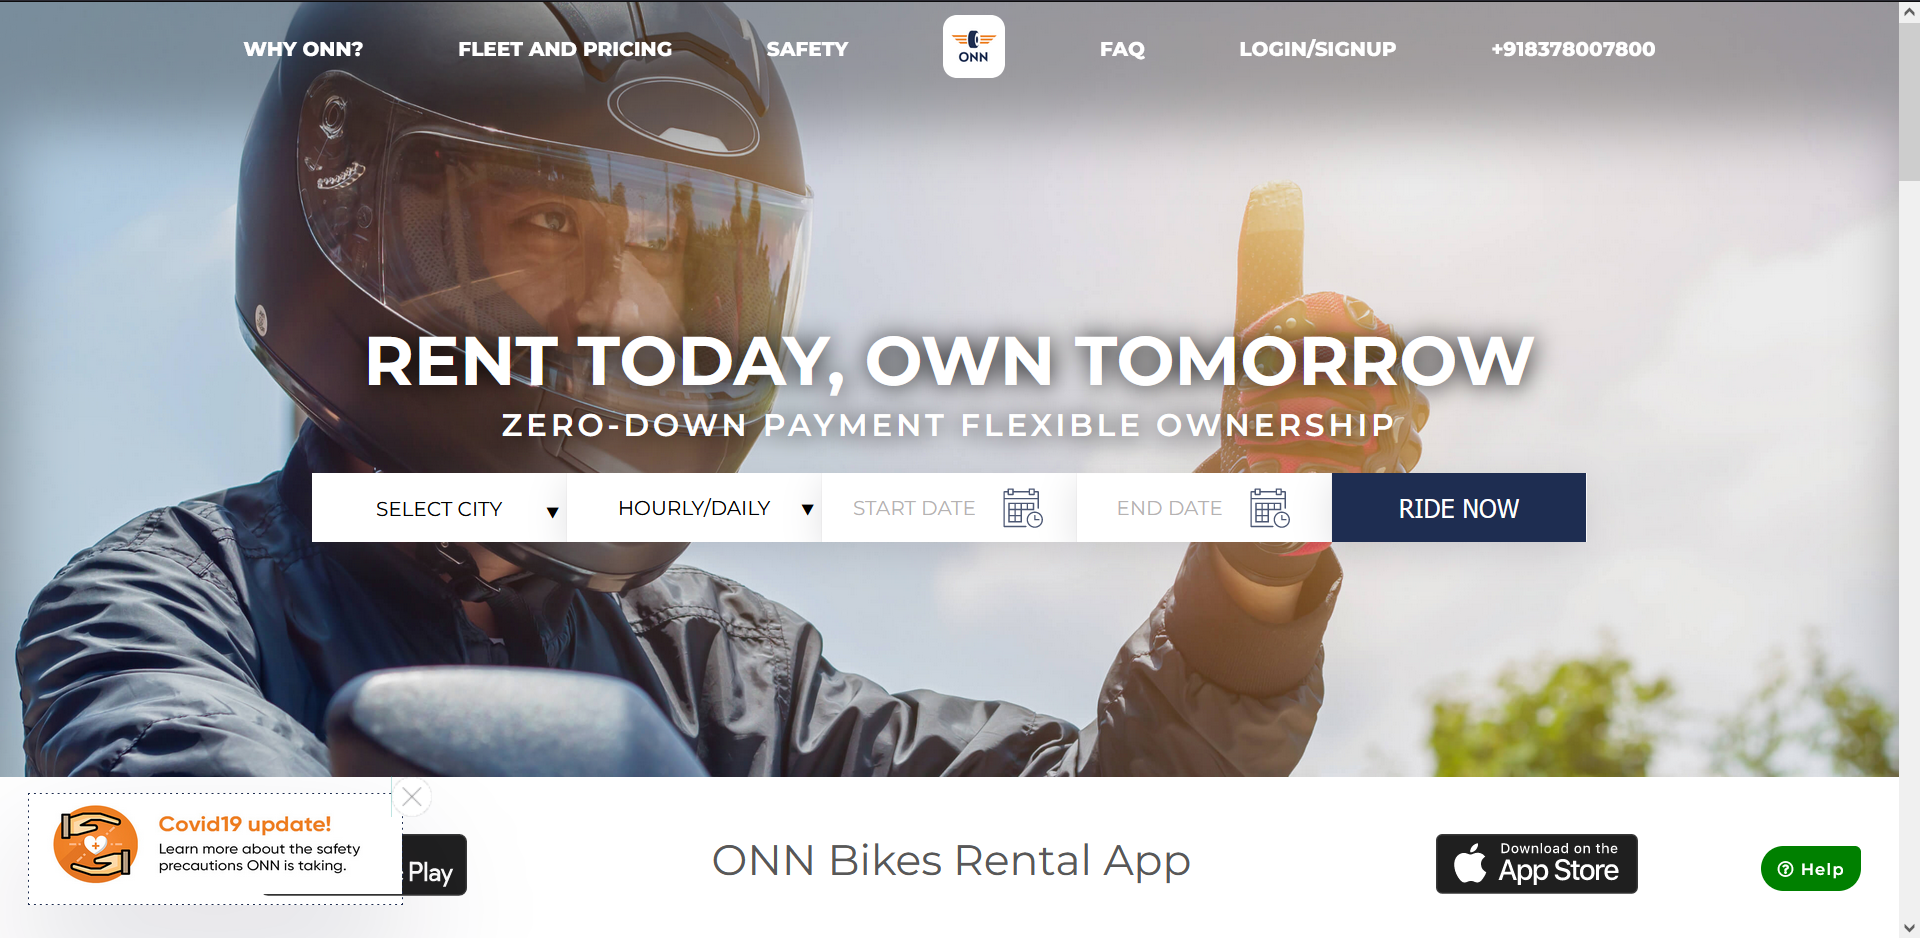 WHY ONN?
FLEET AND PRICING
SAFETY
ONN
FAQ
LOGIN/SIGNUP
+918378007800
RENT TODAY, OWN TOMORROW
ZERO-DOWN PAYMENT FLEXIBLE OWNERSHIP
SELECT CITY
HOURLY/DAILY
START DATE
END DATE
RIDE NOW
Covid19 update!
Learn more about the safety
precautions ONN is taking.
Play
ONN Bikes Rental App
Download on the
App Store
Help